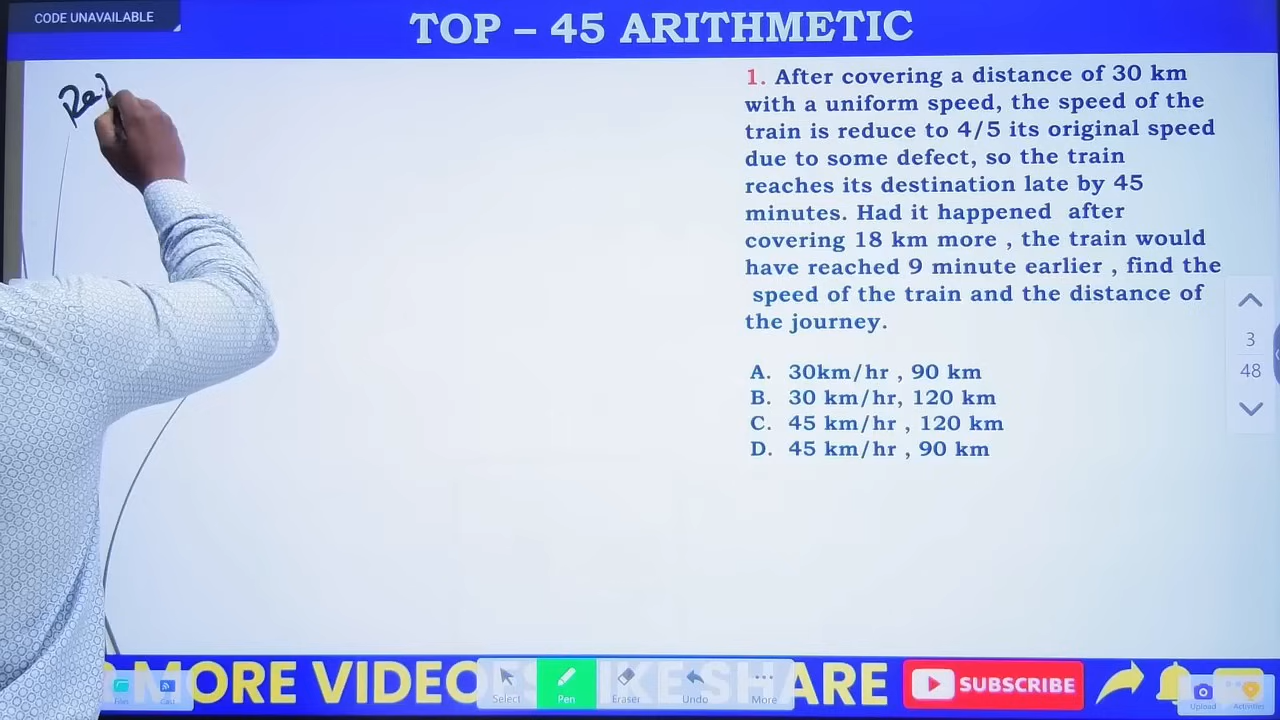 CODE UNAVAILABLE
TOP – 45 ARITHMETIC
1. After covering a distance of 30 km
with a uniform speed, the speed of the
train is reduce to 4/5 its original speed
due to some defect, so the train
reaches its destination late by 45
minutes. Had it happened after
covering 18 km more , the train would
have reached 9 minute earlier , find the
speed of the train and the distance of
the journey.
A. 30km/hr , 90 km
B. 30 km/hr, 120 km
C. 45 km/hr , 120 km
D. 45 km/hr , 90 km
3
48
MORE VIDEO
SHARE
SUBSCRIBE
Files
Cast
Select
Pen
Eraser
Undo
More
Upload
Activities